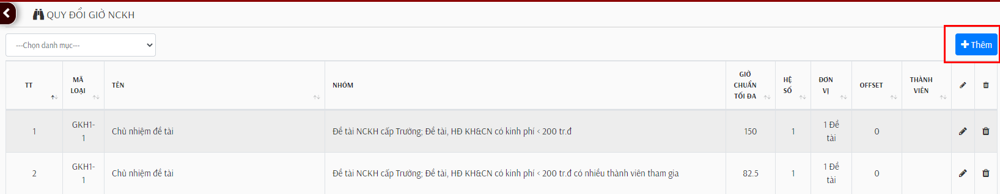 QUY ĐỔI GIỜ NCKH
---Chọn danh mục---
Thêm
TT
MÃ
LOẠI
TÊN
NHÓM
GIỜ
CHUẨN
TỐI ĐA
HỆ
SỐ
ĐƠN
VỊ
OFFSET
THÀNH
VIÊN
1
GKH1-
1
Chủ nhiệm đề tài
Đề tài NCKH cấp Trường; Đề tài, HĐ KH&CN có kinh phí < 200 tr.đ
150
1
1 Đề
tài
0
2
GKH1-
1
Chủ nhiệm đề tài
Đề tài NCKH cấp Trường; Đề tài, HĐ KH&CN có kinh phí < 200 tr.đ có nhiều thành viên tham gia
82.5
1
1 Đề
tài
0